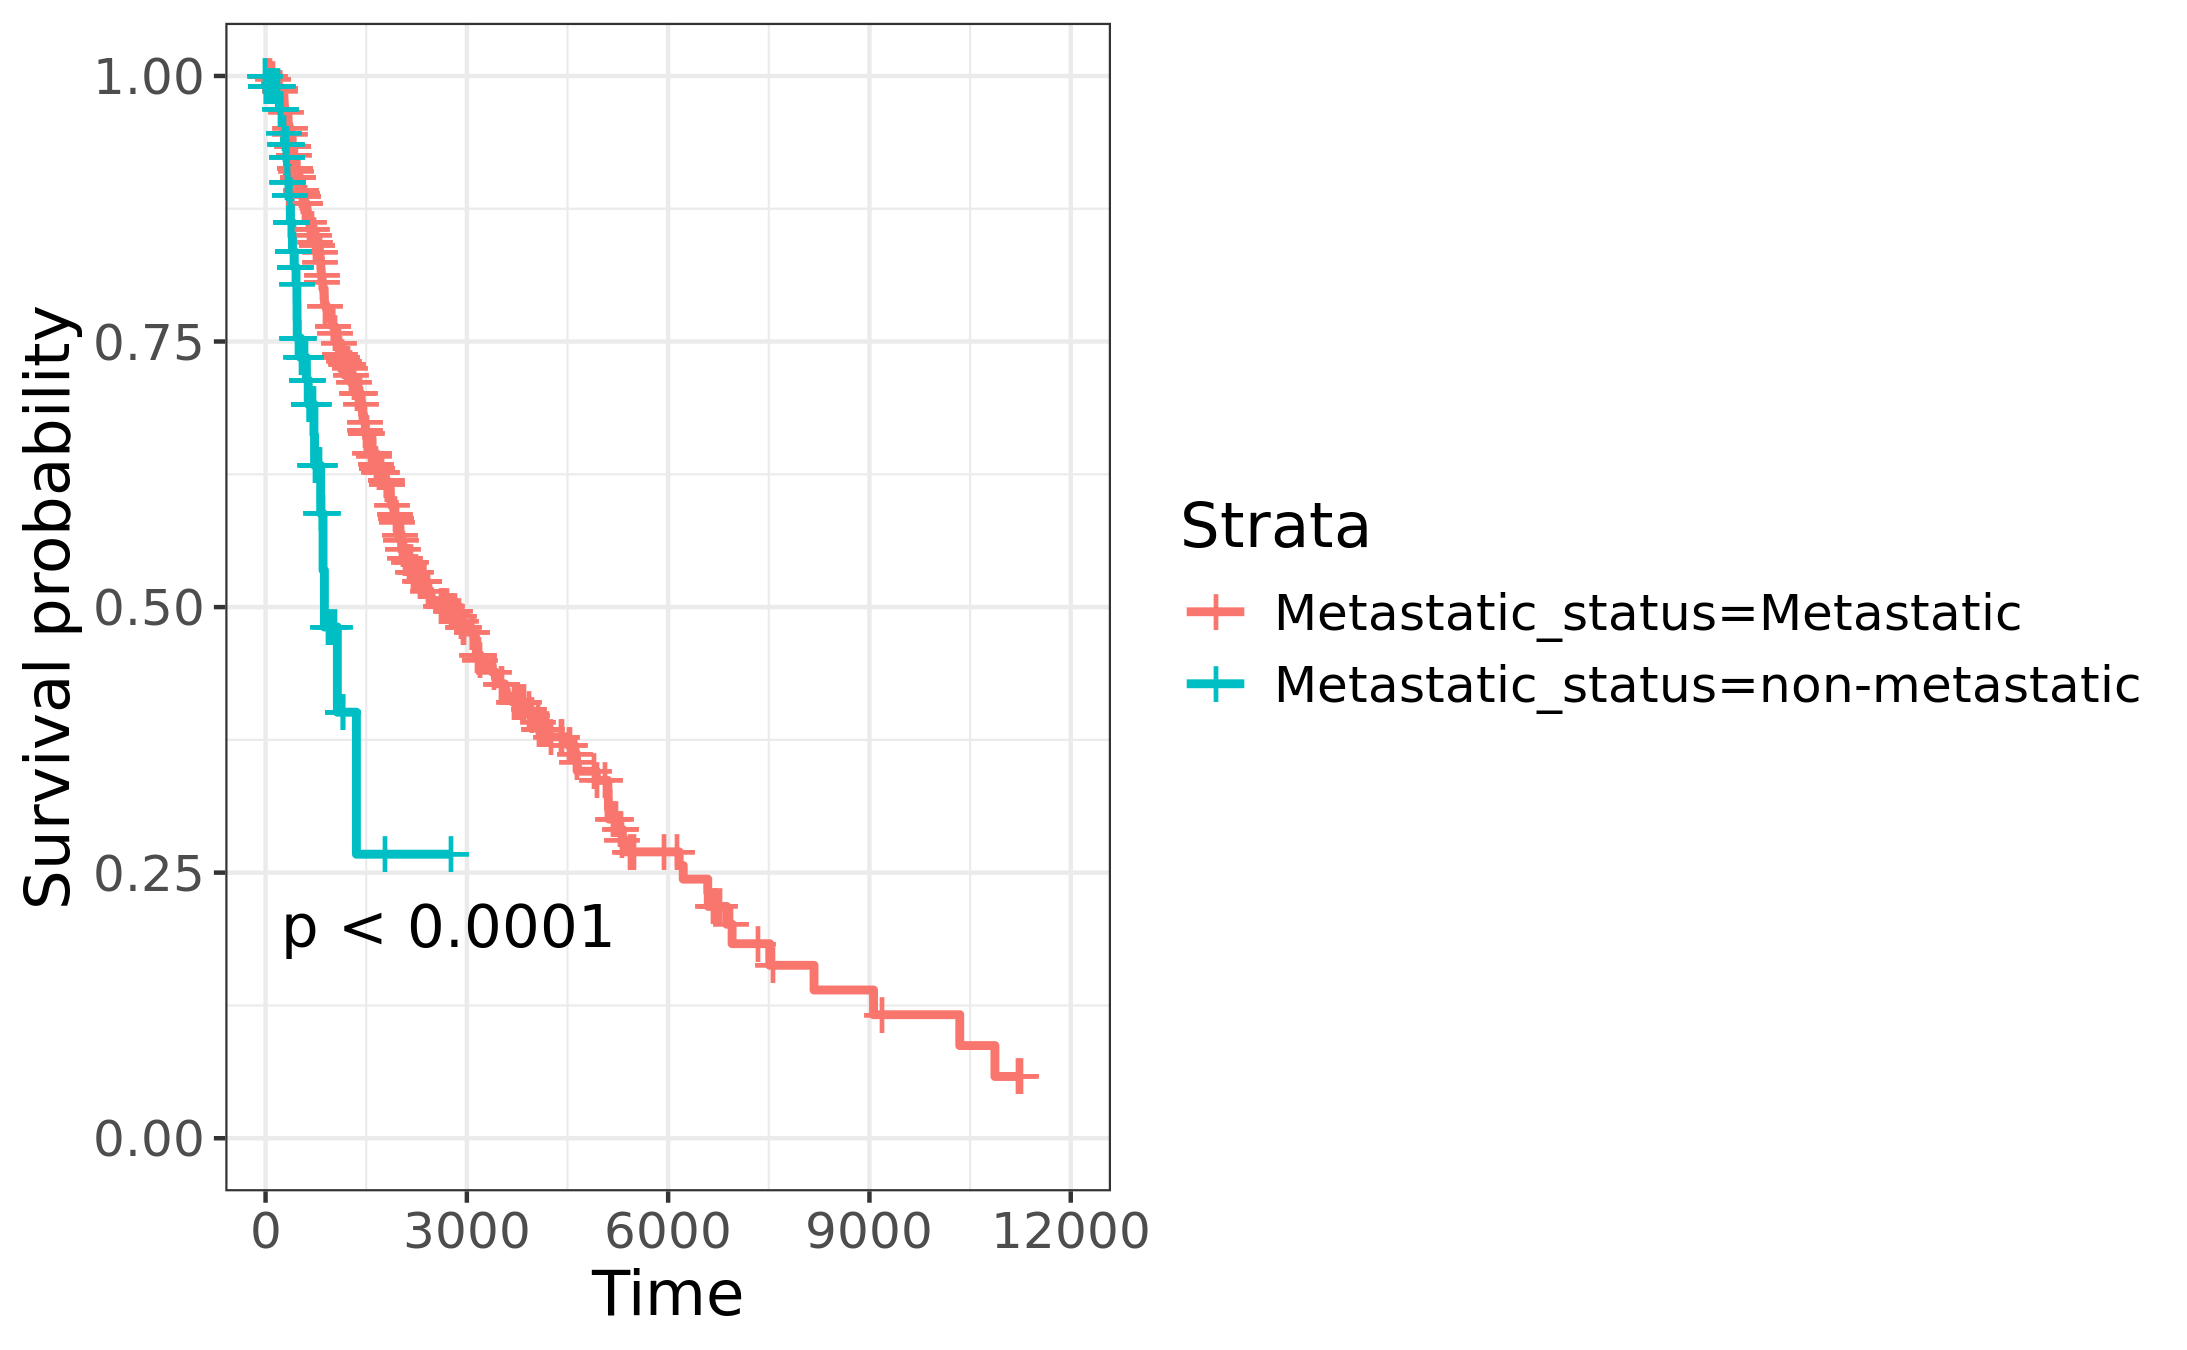 Survival probability
1.00
0.75
0.50
0.25
0.00
p < 0.0001
0 3000 6000 9000 12000
Time
Strata
Metastatic_status=Metastatic
Metastatic_status=non-metastatic